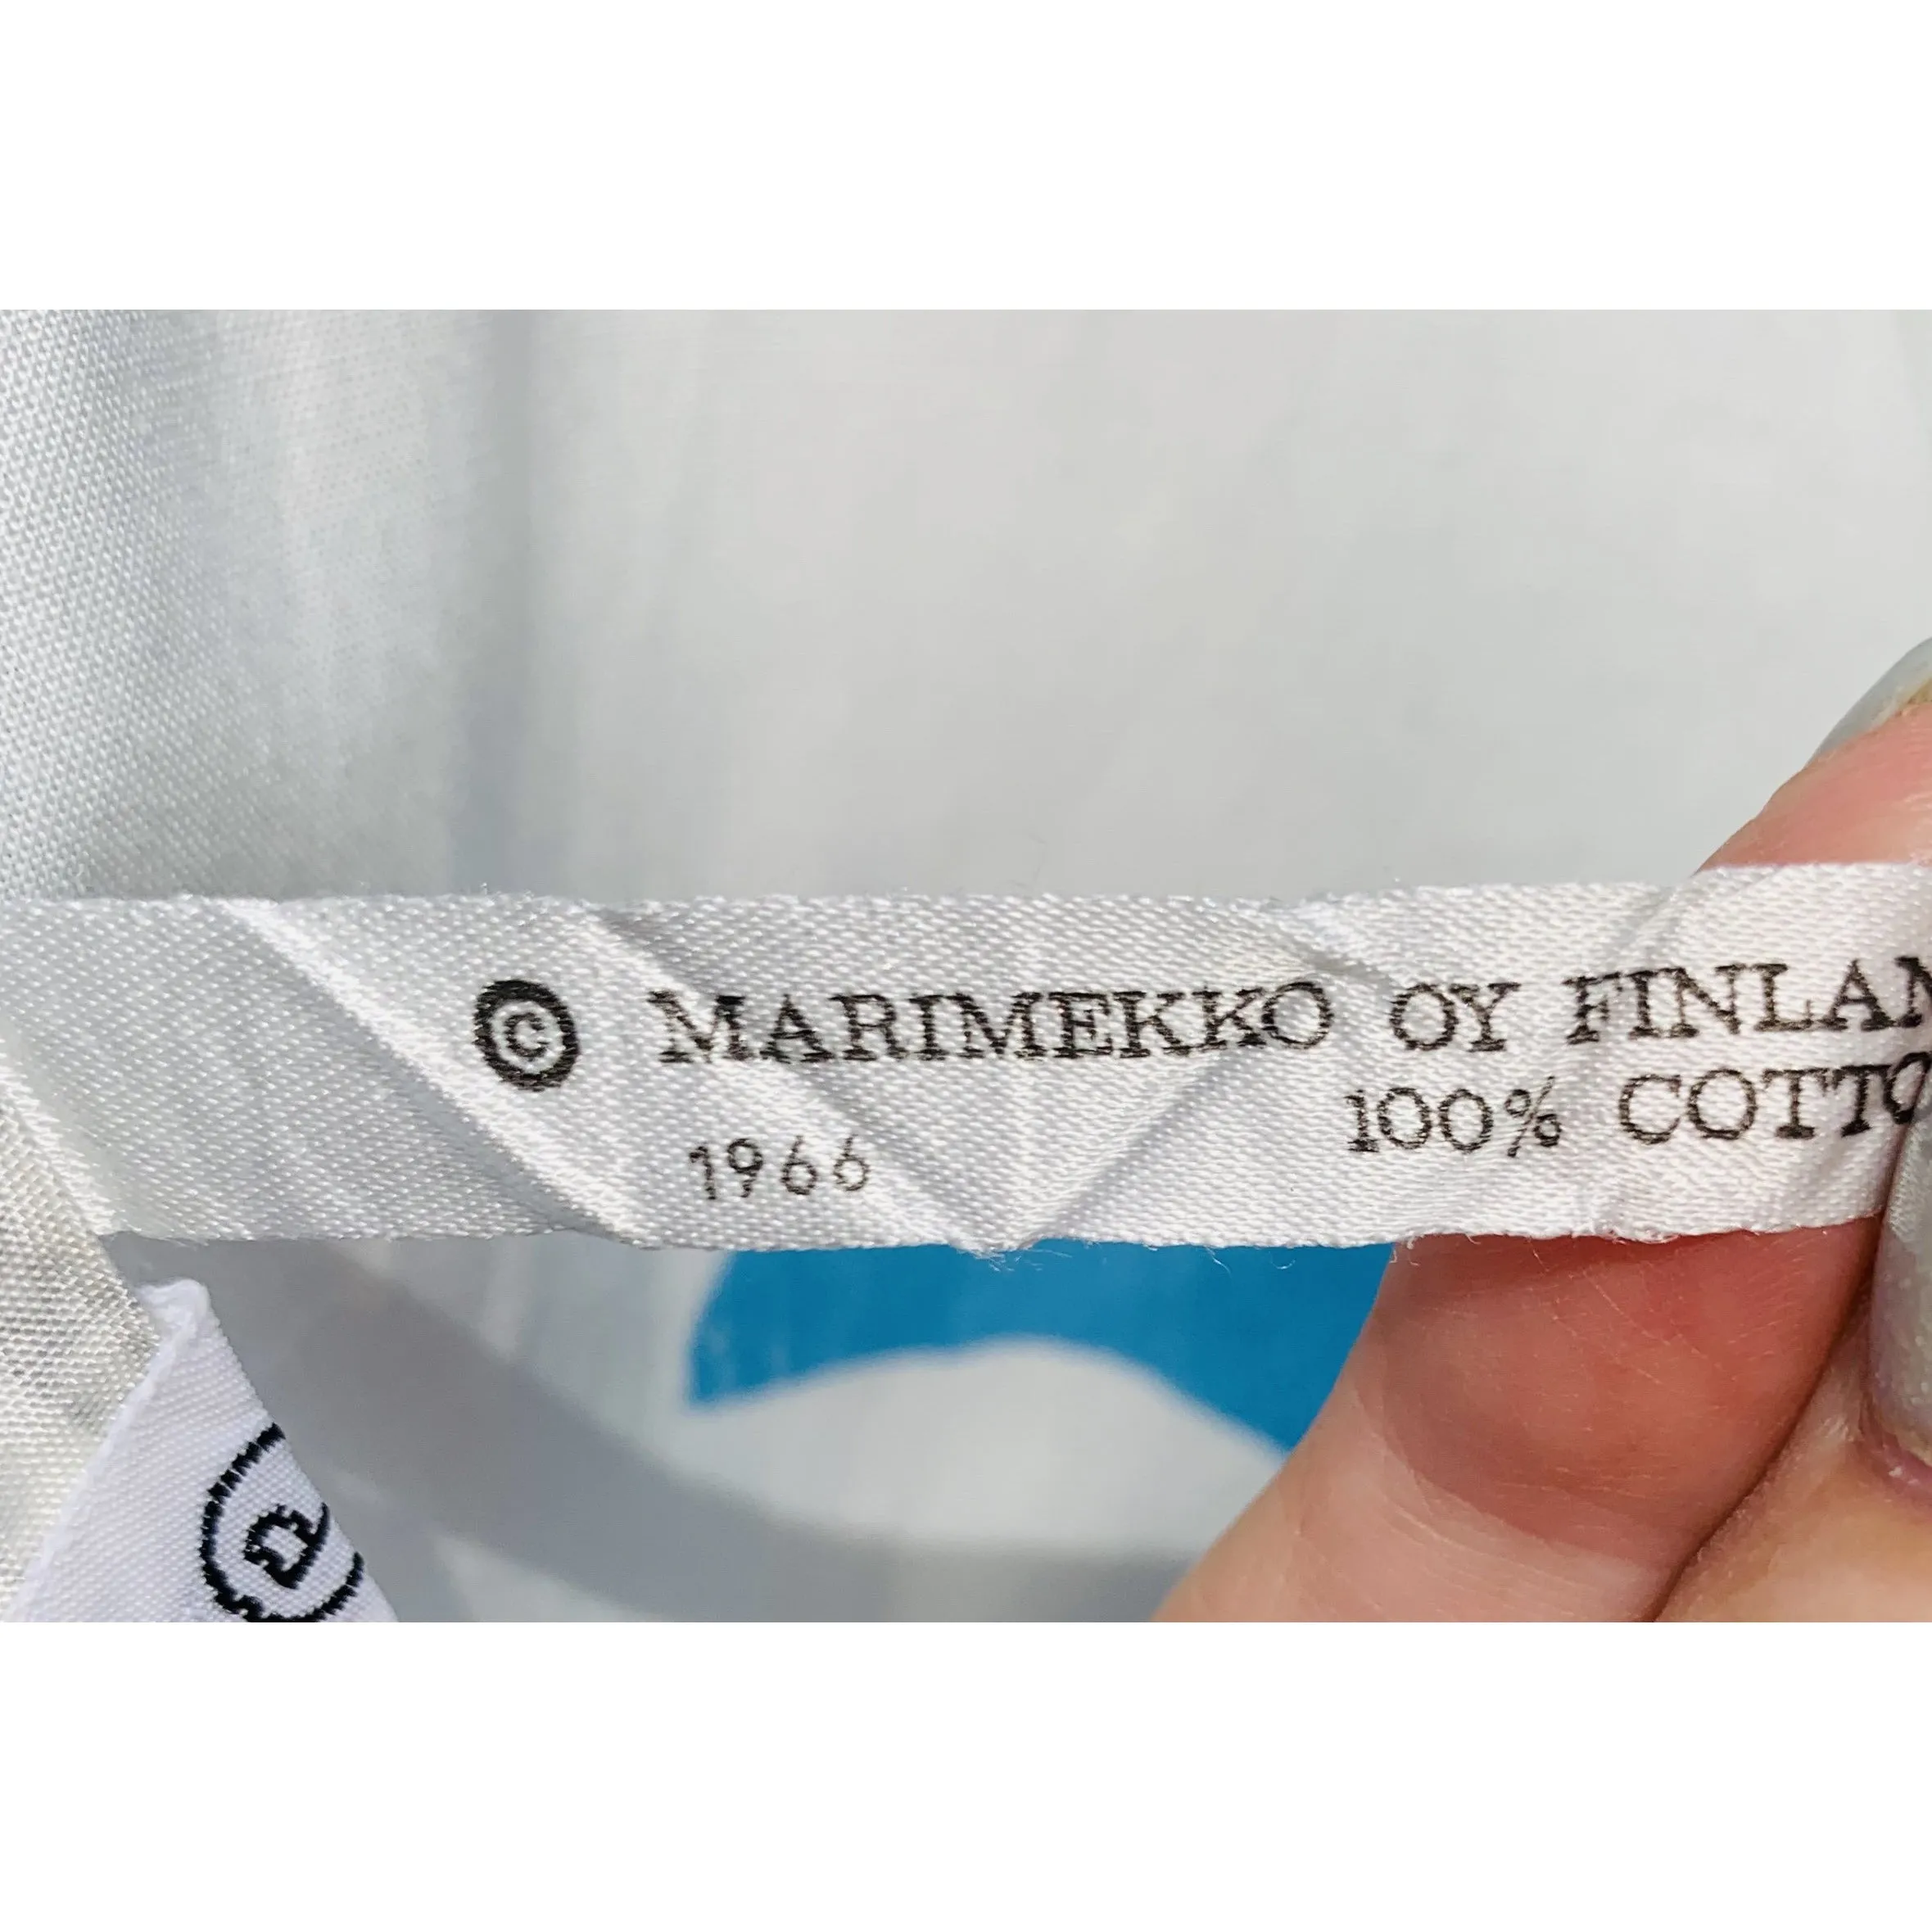 © MARIMEKKO OY FINLAN
100% COTTO
1966